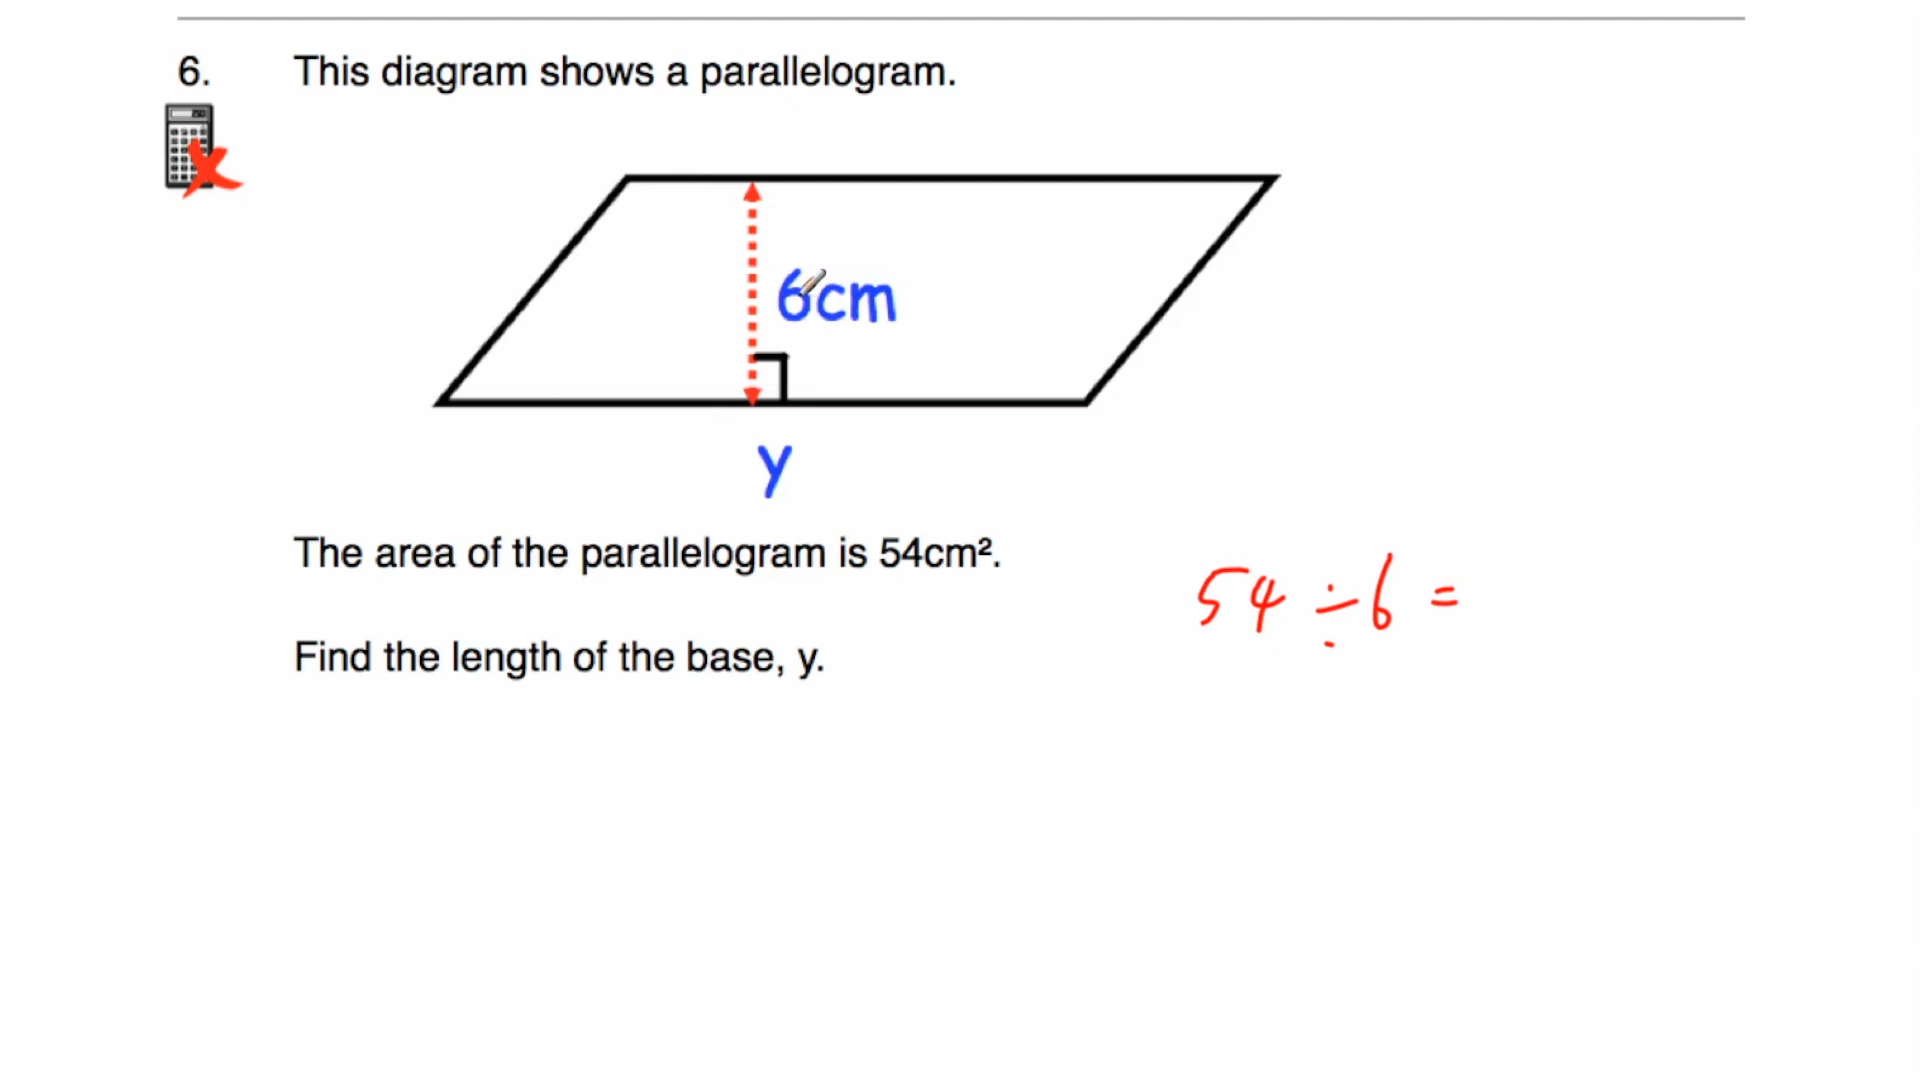 6. This diagram shows a parallelogram.
6cm
y
The area of the parallelogram is 54cm².
54 ÷ 6 =
Find the length of the base, y.